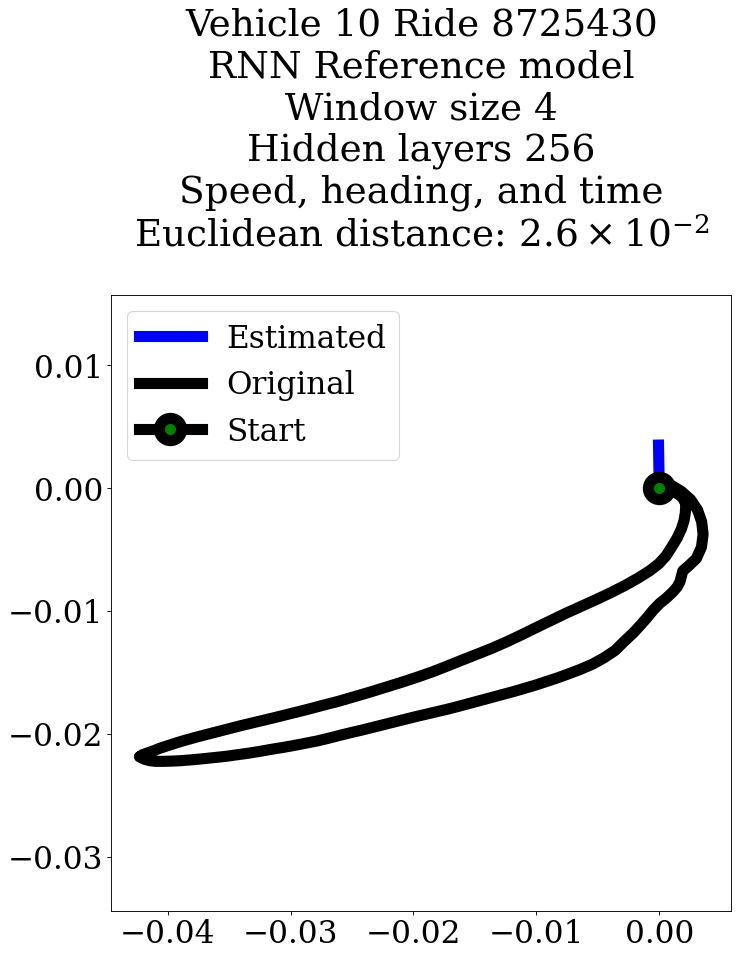 Vehicle 10 Ride 8725430
RNN Reference model
Window size 4
Hidden layers 256
Speed, heading, and time
Euclidean distance: 2.6 × 10⁻²
Estimated
Original
Start
0.01
0.00
−0.01
−0.02
−0.03
−0.04 −0.03 −0.02 −0.01 0.00